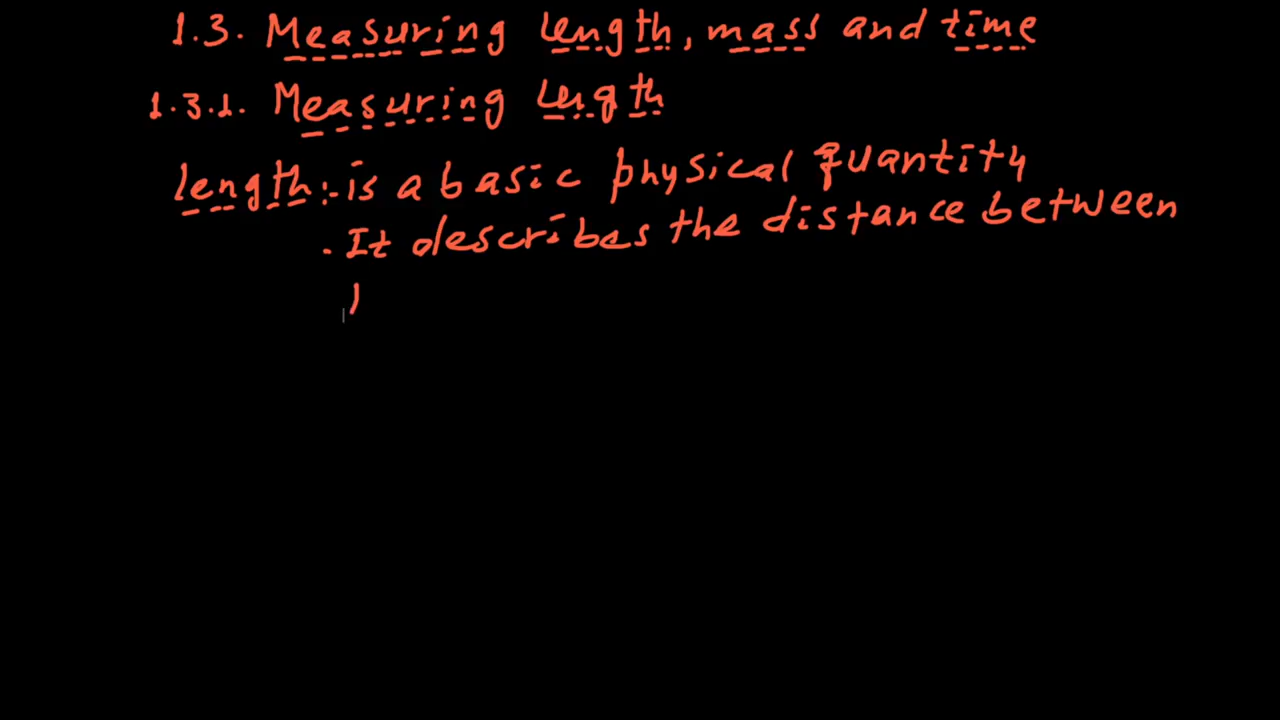 1.3. Measuring length, mass and time
1.3.1. Measuring length
length:- is a basic physical quantity
. It describes the distance between